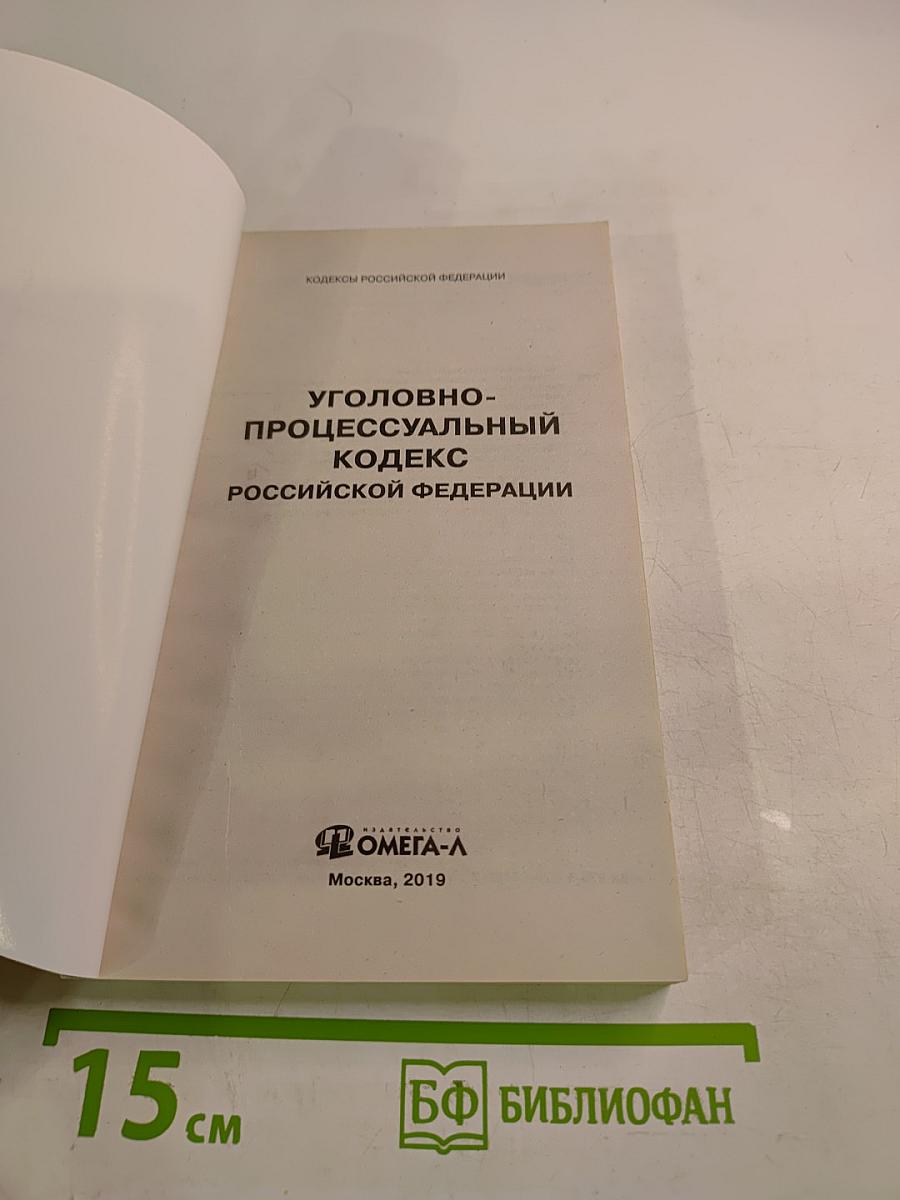 КОДЕКСЫ РОССИЙСКОЙ ФЕДЕРАЦИИ
УГОЛОВНО-
ПРОЦЕССУАЛЬНЫЙ
КОДЕКС
РОССИЙСКОЙ ФЕДЕРАЦИИ
ИЗДАТЕЛЬСТВО
ОМЕГА-Л
Москва, 2019
15 см
БФ БИБЛИОФАН